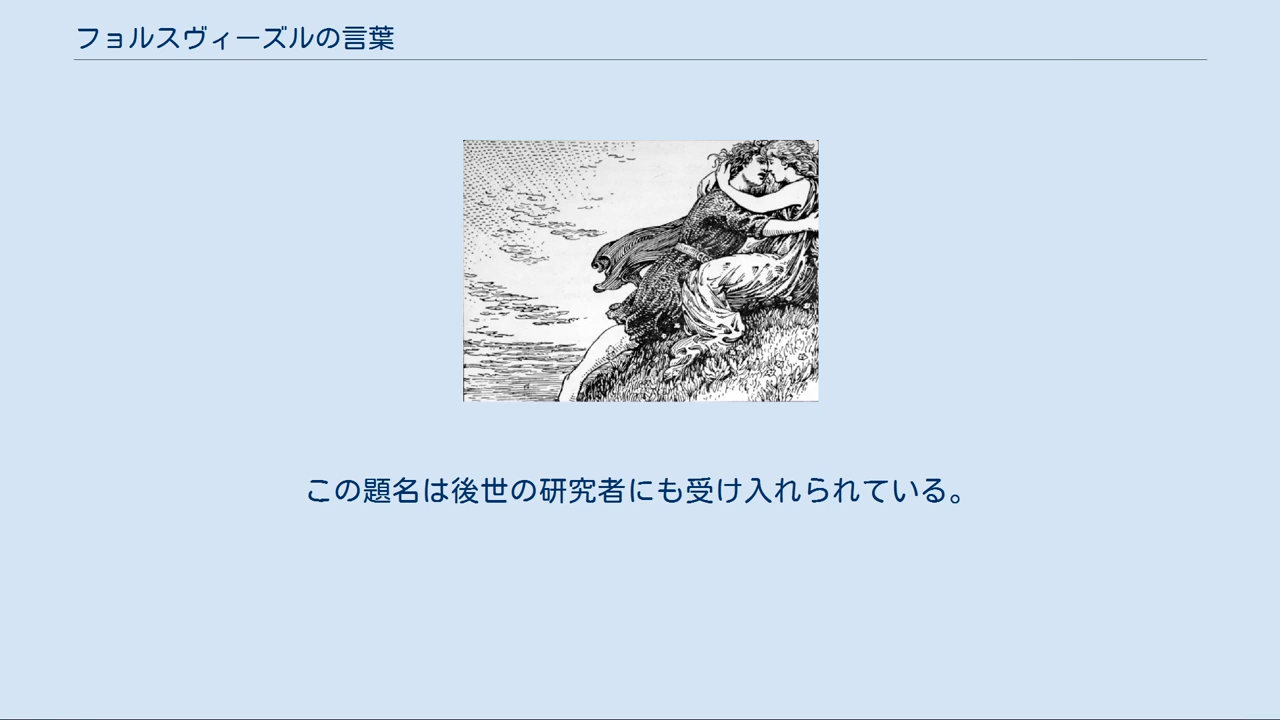 フョルスヴィーズルの言葉
この題名は後世の研究者にも受け入れられている。